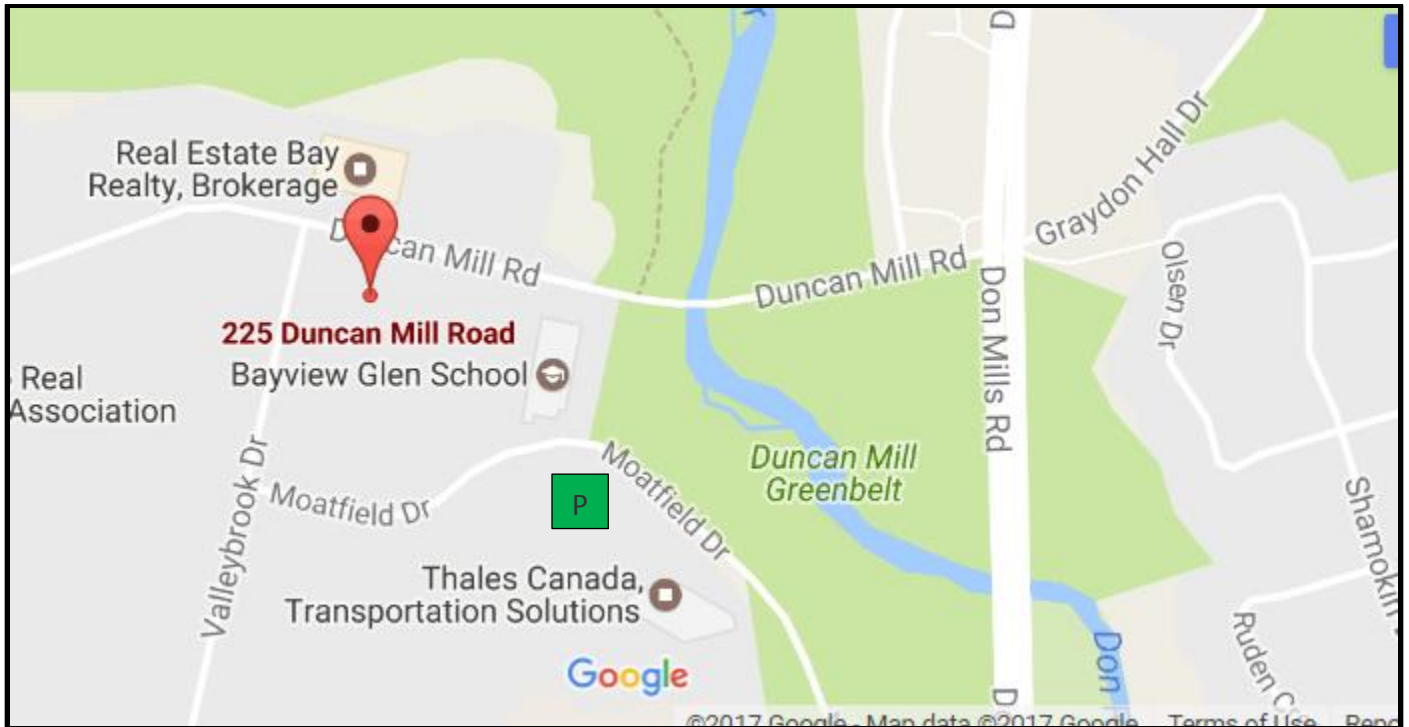 D
Real Estate Bay
Realty, Brokerage
Graydon Hall Dr
Duncan Mill Rd
Duncan Mill Rd
Olsen Dr
Don Mills Rd
225 Duncan Mill Road
Bayview Glen School
Real
Association
Valleybrook Dr
Moatfield Dr
Moatfield Dr
P
Duncan Mill
Greenbelt
Thales Canada,
Transportation Solutions
Shamokin
Ruden
Don
Google
D
©2017 Google - Map data ©2017 Google
Terms of Use